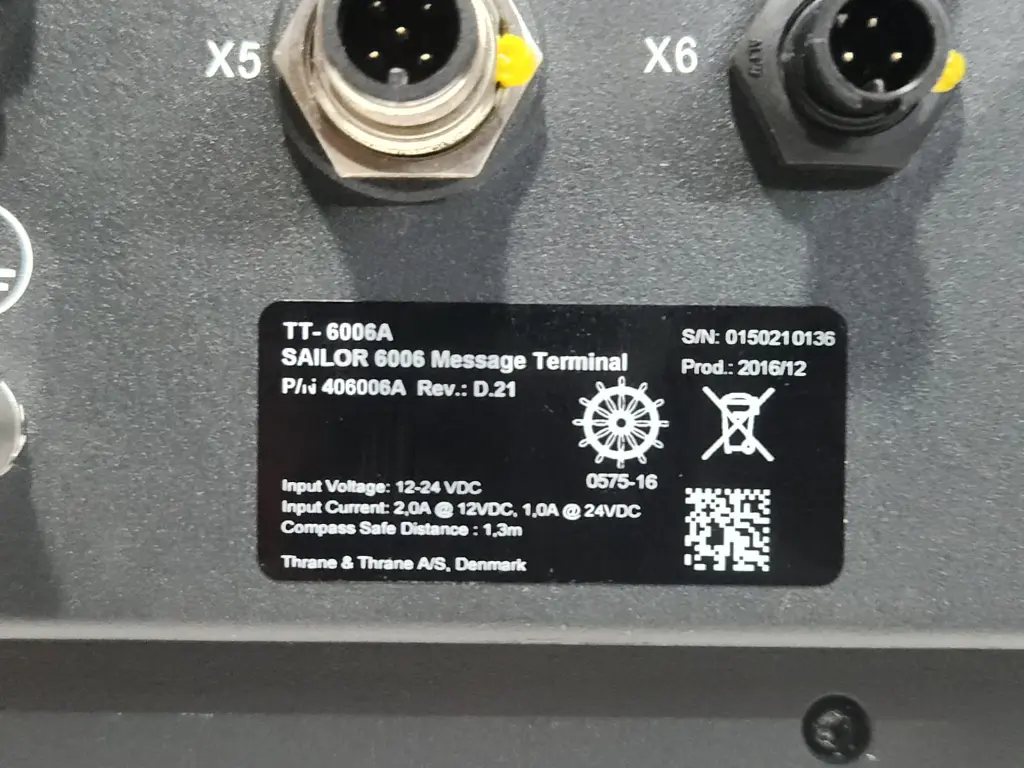 X5
X6
TT- 6006A
SAILOR 6006 Message Terminal
P/N 406006A Rev.: D.21
S/N: 0150210136
Prod.: 2016/12
0575-16
Input Voltage: 12-24 VDC
Input Current: 2,0A @ 12VDC, 1,0A @ 24VDC
Compass Safe Distance : 1,3m
Thrane & Thrane A/S, Denmark